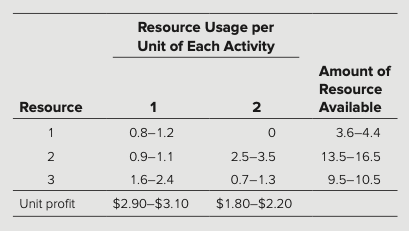 Resource Usage per
Unit of Each Activity
Amount of
Resource
Resource 1 2 Available
1 0.8–1.2 0 3.6–4.4
2 0.9–1.1 2.5–3.5 13.5–16.5
3 1.6–2.4 0.7–1.3 9.5–10.5
Unit profit $2.90–$3.10 $1.80–$2.20